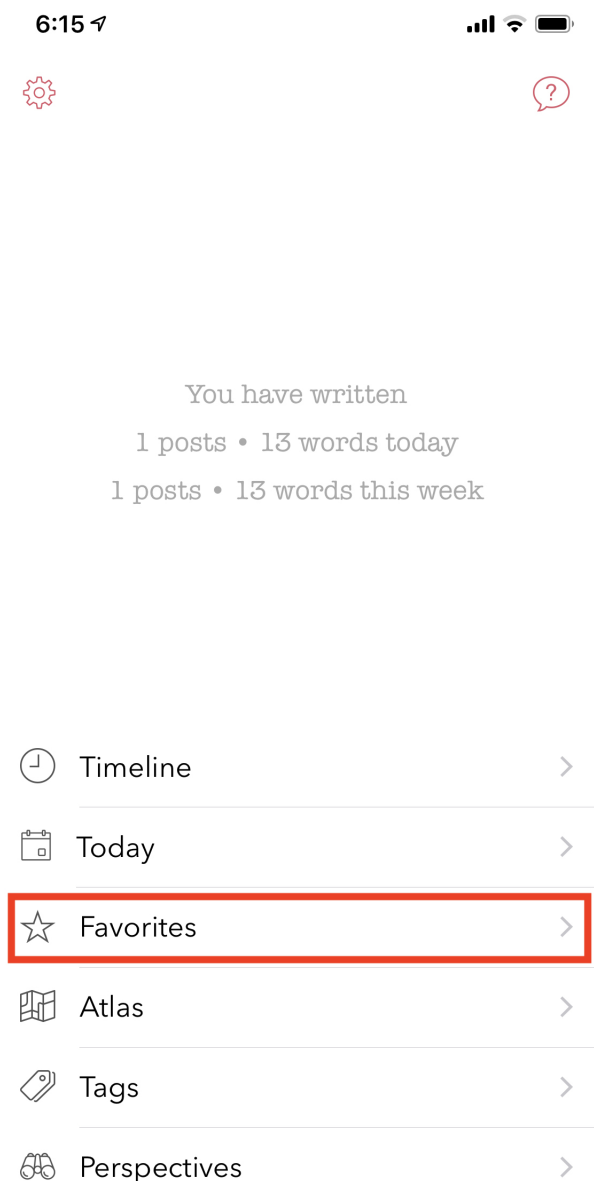 6:15
?
You have written
1 posts • 13 words today
1 posts • 13 words this week
Timeline
Today
Favorites
Atlas
Tags
Perspectives